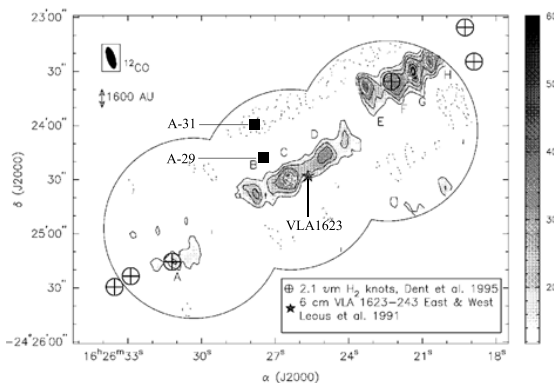 23'00"
60
¹²CO
30"
H
G
50
1600 AU
E
A-31
24'00"
D
40
A-29
B
C
δ (J2000)
30"
VLA1623
30
25'00"
A
⊕ 2.1 νm H₂ knots, Dent et al. 1995
30"
★ 6 cm VLA 1623-243 East & West
20
Leous et al. 1991
-24°26'00"
16ʰ26ᵐ33ˢ
30ˢ
27ˢ
24ˢ
21ˢ
18ˢ
α (J2000)